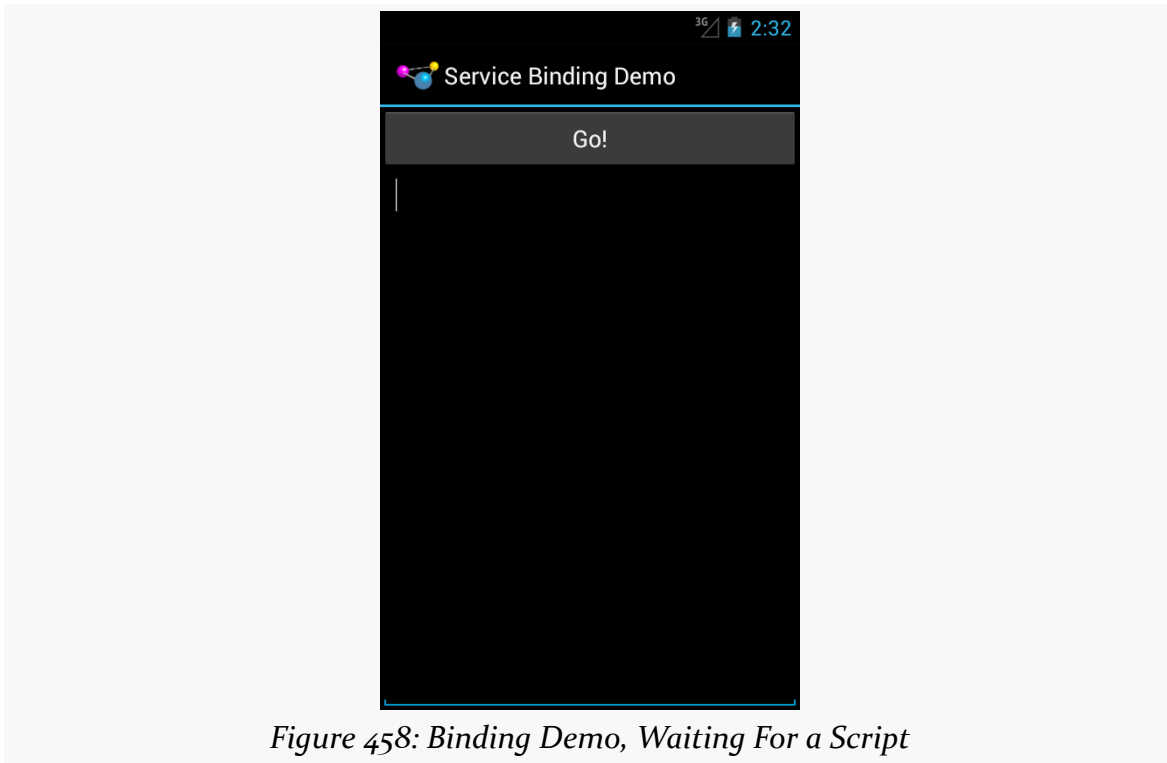 3G 2:32
Service Binding Demo
Go!
Figure 458: Binding Demo, Waiting For a Script